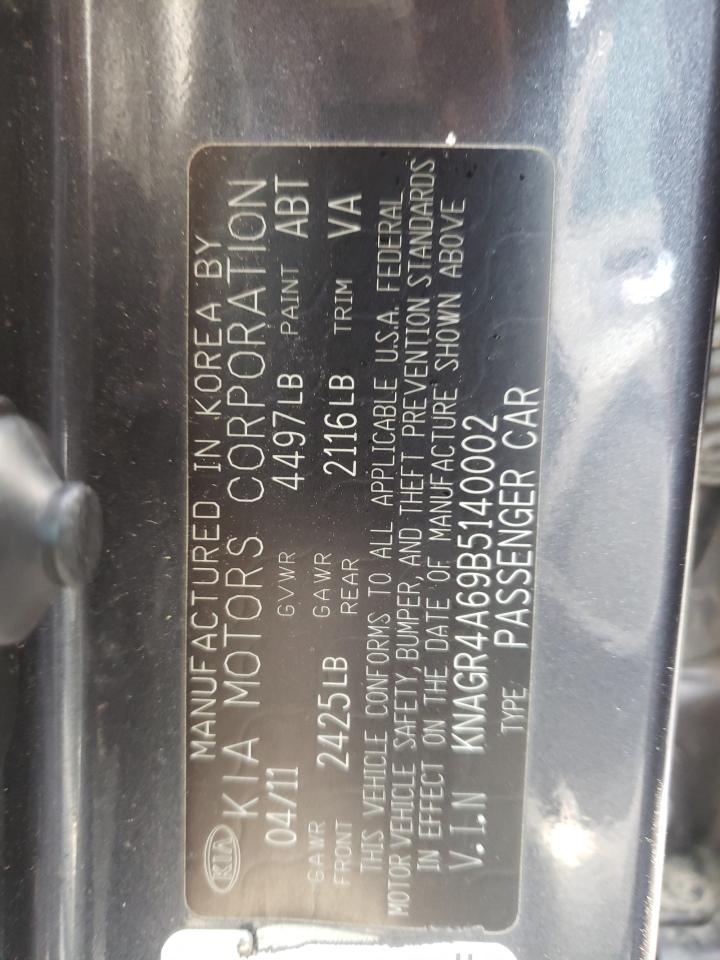 MANUFACTURED IN KOREA BY
KIA KIA MOTORS CORPORATION
04/11 GVWR 4497LB PAINT ABT
GAWR FRONT 2425LB GAWR REAR 2116LB TRIM VA
THIS VEHICLE CONFORMS TO ALL APPLICABLE U.S.A. FEDERAL
MOTOR VEHICLE SAFETY, BUMPER, AND THEFT PREVENTION STANDARDS
IN EFFECT ON THE DATE OF MANUFACTURE SHOWN ABOVE
V.I.N KNAGR4A69B5140002
TYPE PASSENGER CAR